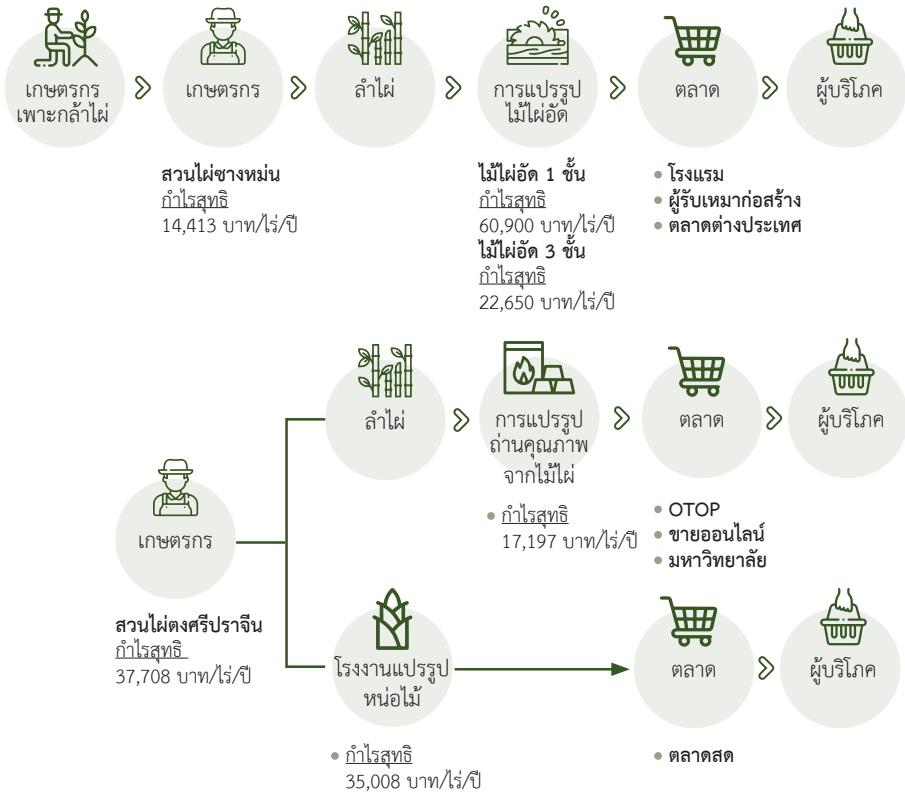 เกษตรกร
เพาะกล้าไผ่
เกษตรกร
ลำไผ่
การแปรรูป
ไม้ไผ่อัด
ตลาด
ผู้บริโภค
สวนไผ่ซางหม่น
กำไรสุทธิ
14,413 บาท/ไร่/ปี
ไม้ไผ่อัด 1 ชั้น
กำไรสุทธิ
60,900 บาท/ไร่/ปี
ไม้ไผ่อัด 3 ชั้น
กำไรสุทธิ
22,650 บาท/ไร่/ปี
• โรงแรม
• ผู้รับเหมาก่อสร้าง
• ตลาดต่างประเทศ
ลำไผ่
การแปรรูป
ถ่านคุณภาพ
จากไม้ไผ่
ตลาด
ผู้บริโภค
• กำไรสุทธิ
17,197 บาท/ไร่/ปี
• OTOP
• ขายออนไลน์
• มหาวิทยาลัย
เกษตรกร
สวนไผ่ตงศรีปราจีน
กำไรสุทธิ
37,708 บาท/ไร่/ปี
โรงงานแปรรูป
หน่อไม้
ตลาด
ผู้บริโภค
• กำไรสุทธิ
35,008 บาท/ไร่/ปี
• ตลาดสด